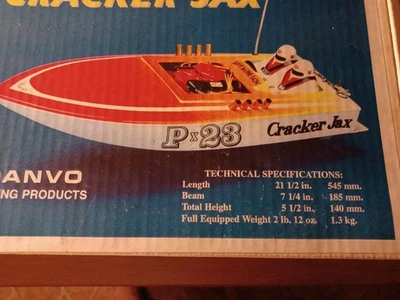 CRACKER JAX
Px23
Cracker Jax
DANVO
ING PRODUCTS
TECHNICAL SPECIFICATIONS:
Length 21 1/2 in. 545 mm.
Beam 7 1/4 in. 185 mm.
Total Height 5 1/2 in. 140 mm.
Full Equipped Weight 2 lb. 12 oz. 1.3 kg.